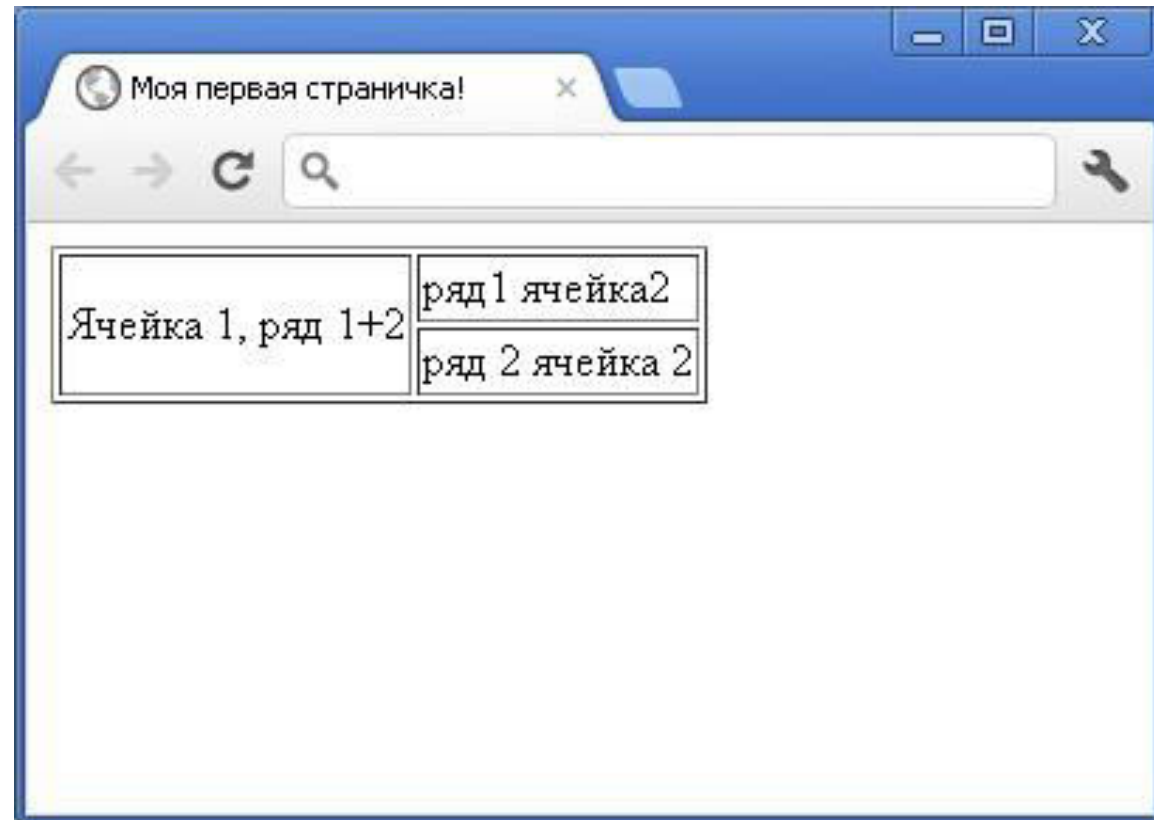 Моя первая страничка!
Ячейка 1, ряд 1+2
ряд1 ячейка2
ряд 2 ячейка 2